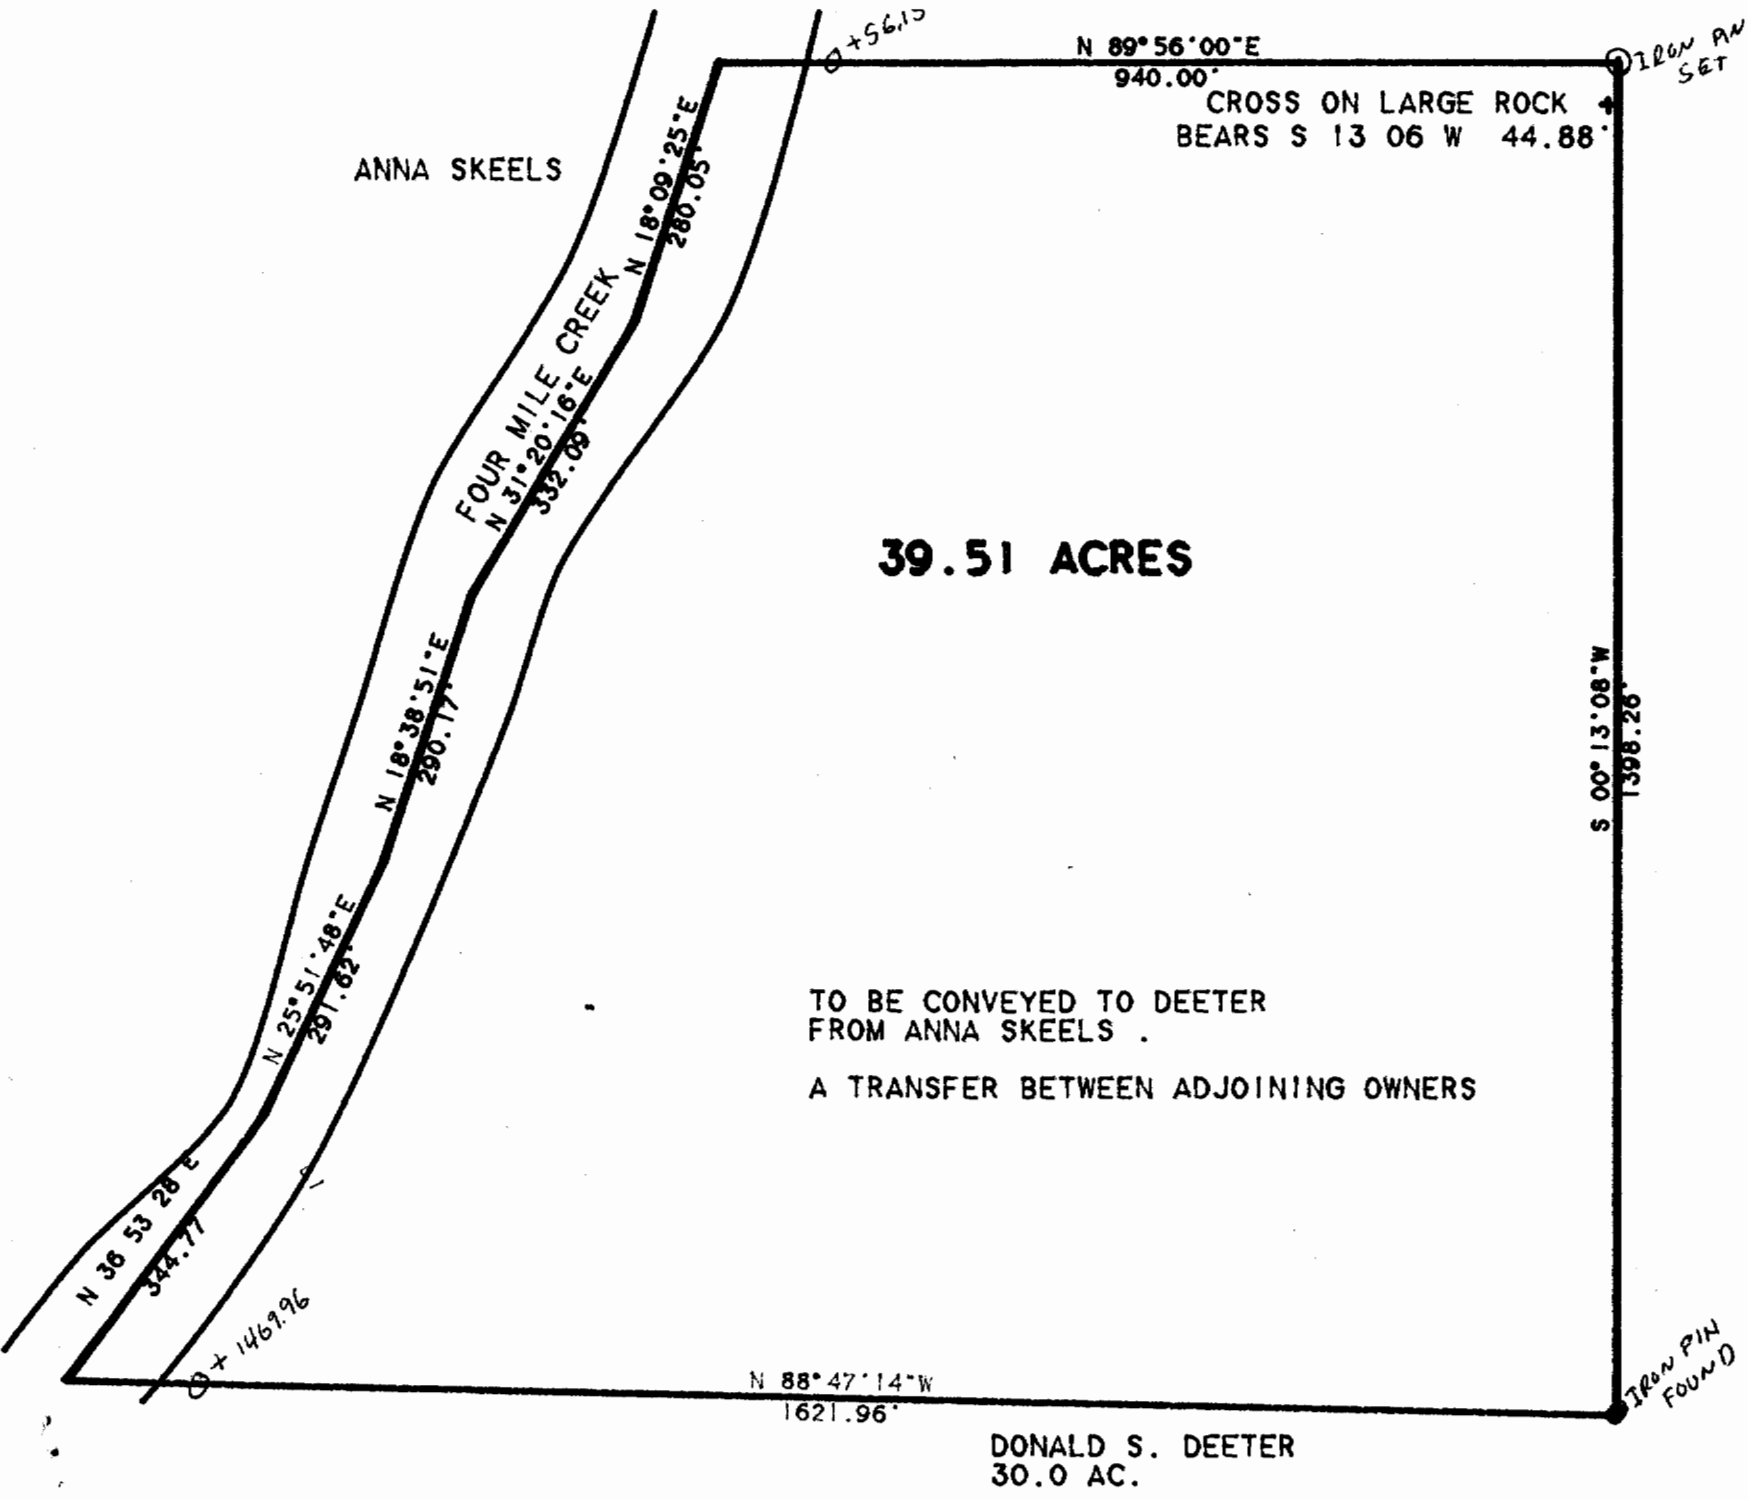 +56.15
N 89°56'00"E
940.00'
IRON PIN
SET
CROSS ON LARGE ROCK
BEARS S 13 06 W 44.88'
ANNA SKEELS
N 18°09'25"E
280.05'
FOUR MILE CREEK
N 31°20'16"E
332.09'
39.51 ACRES
N 18°38'51"E
290.17'
S 00°13'08"W
1398.26'
N 25°51'48"E
291.62'
TO BE CONVEYED TO DEETER
FROM ANNA SKEELS .
A TRANSFER BETWEEN ADJOINING OWNERS
N 36 53 28 E
344.77
+ 1469.96
N 88°47'14"W
1621.96'
IRON PIN
FOUND
DONALD S. DEETER
30.0 AC.